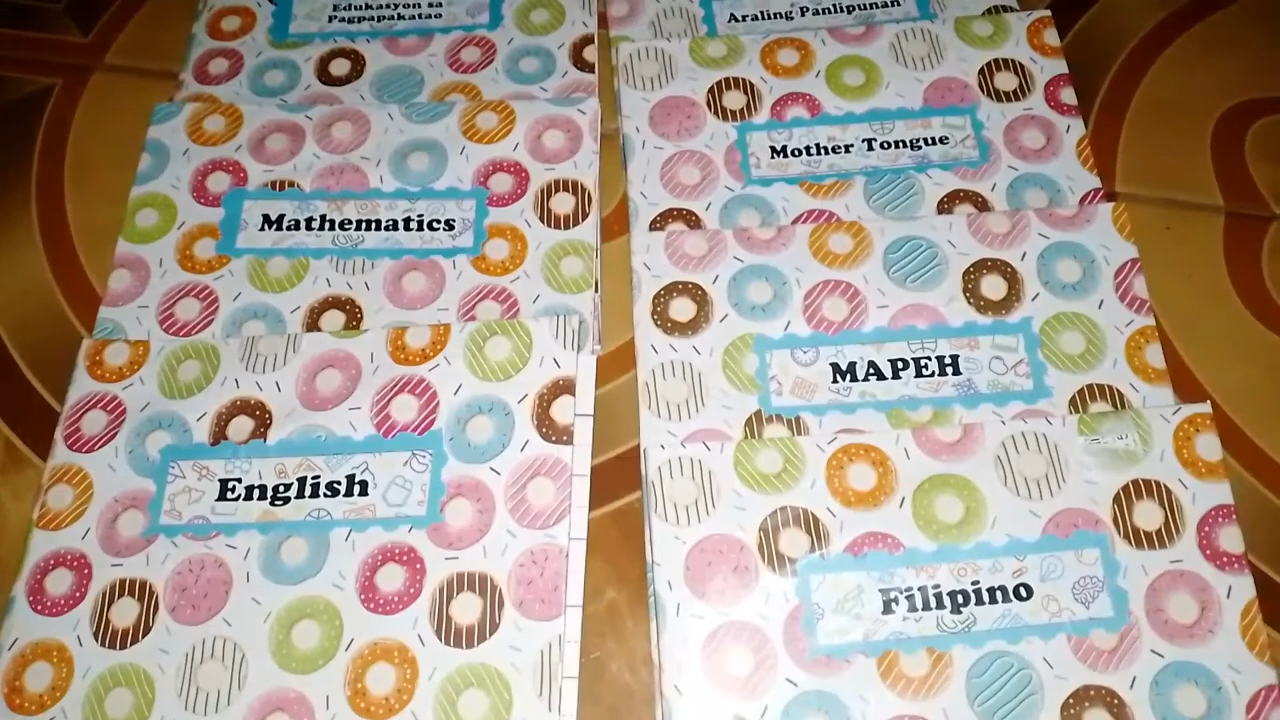 Edukasyon sa
Pagpapakatao
Mathematics
English
Araling Panlipunan
Mother Tongue
MAPEH
Filipino